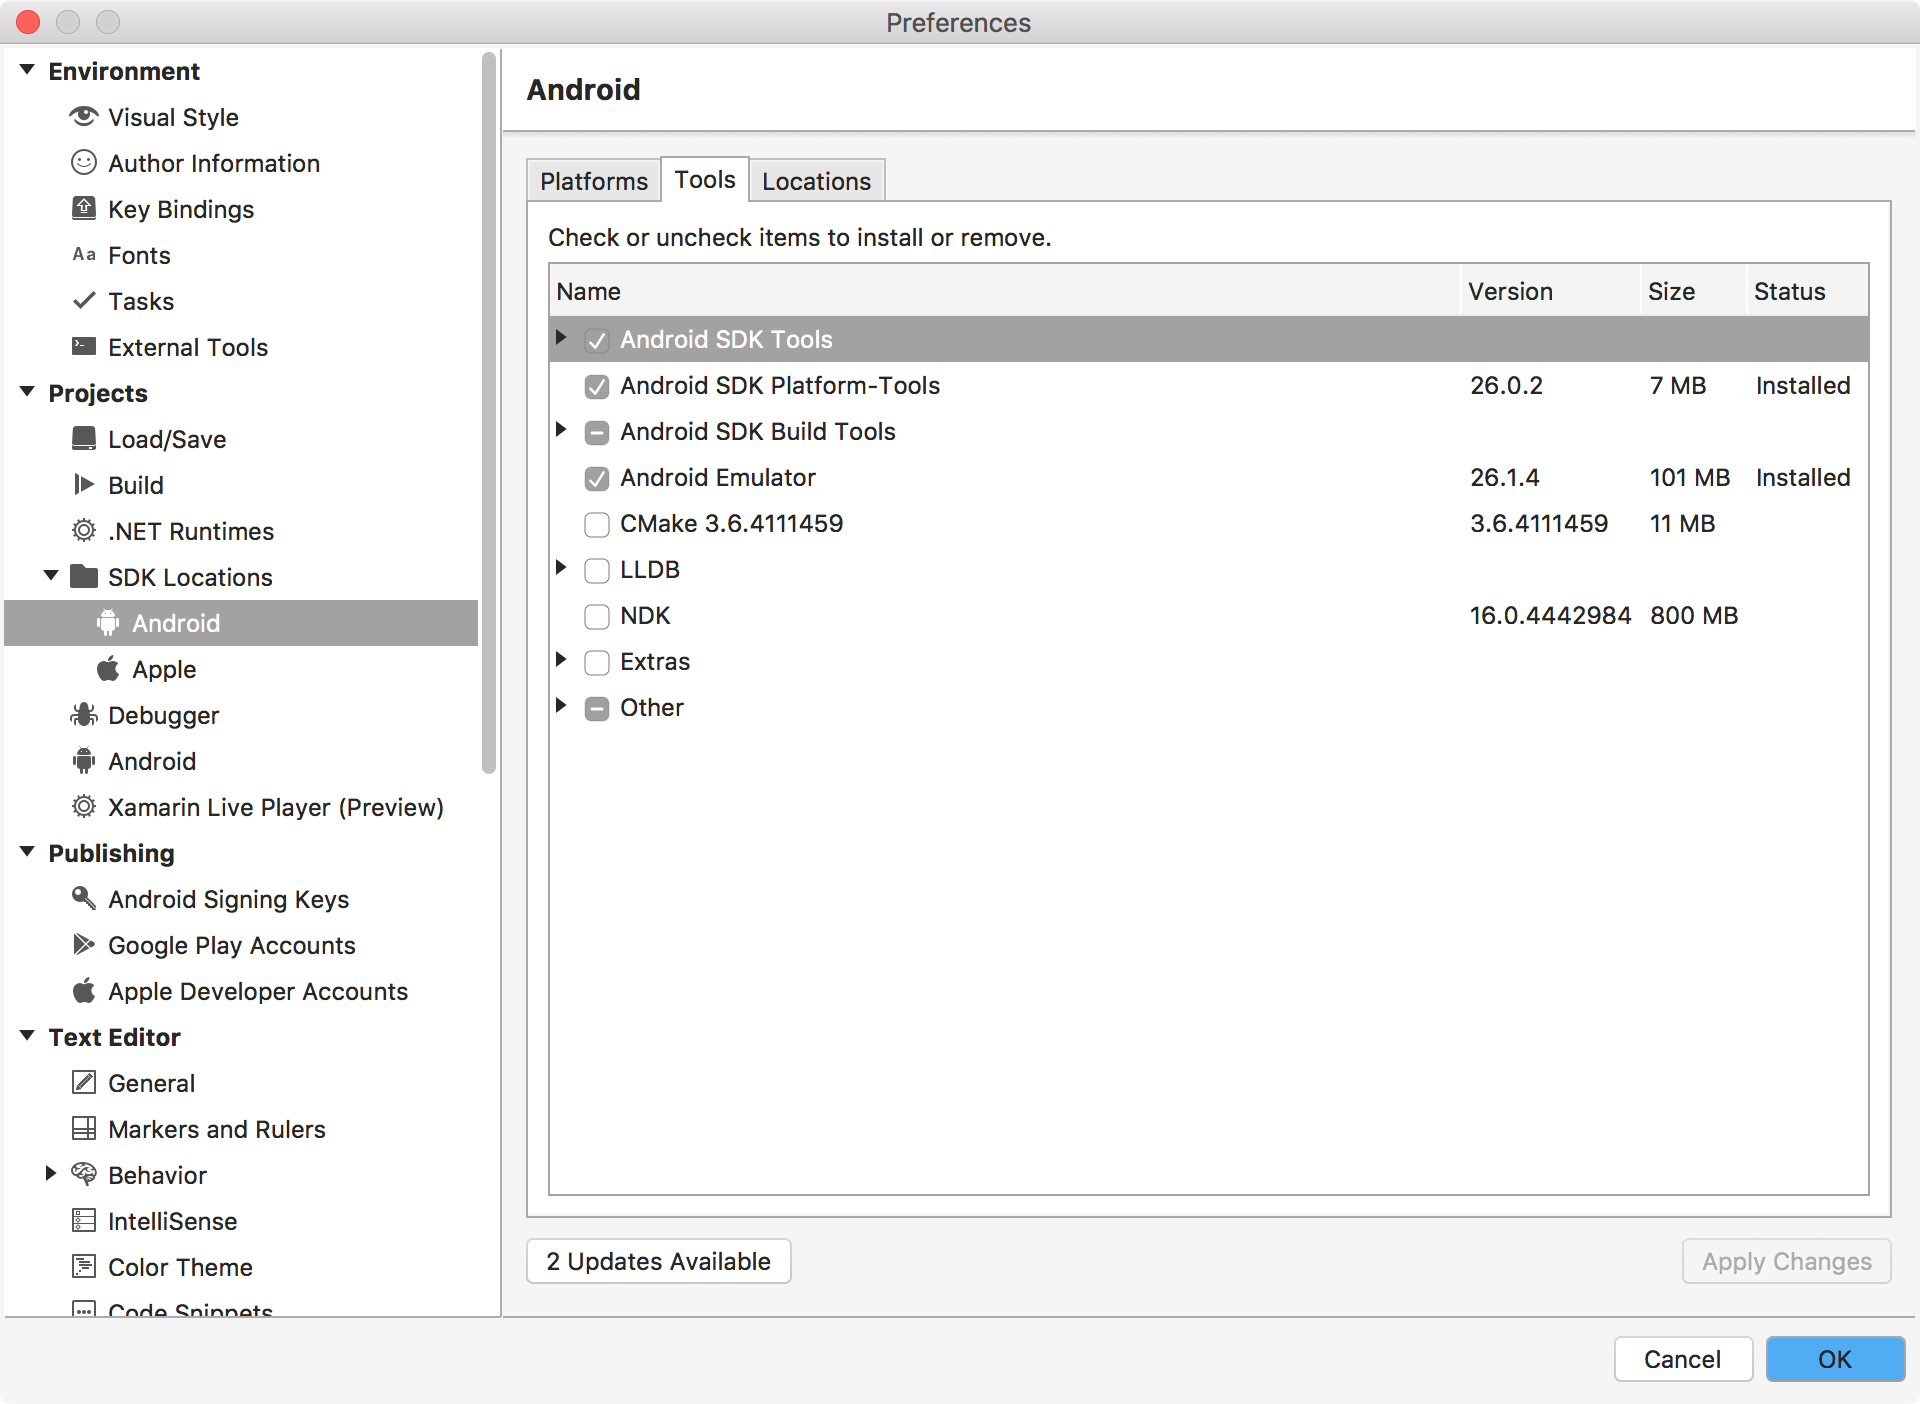 Preferences
Environment
Visual Style
Author Information
Key Bindings
Aa Fonts
Tasks
External Tools
Projects
Load/Save
Build
.NET Runtimes
SDK Locations
Android
Apple
Debugger
Android
Xamarin Live Player (Preview)
Publishing
Android Signing Keys
Google Play Accounts
Apple Developer Accounts
Text Editor
General
Markers and Rulers
Behavior
IntelliSense
Color Theme
Code Snippets
Android
Platforms Tools Locations
Check or uncheck items to install or remove.
Name Version Size Status
Android SDK Tools
Android SDK Platform-Tools 26.0.2 7 MB Installed
Android SDK Build Tools
Android Emulator 26.1.4 101 MB Installed
CMake 3.6.4111459 3.6.4111459 11 MB
LLDB
NDK 16.0.4442984 800 MB
Extras
Other
2 Updates Available Apply Changes
Cancel OK